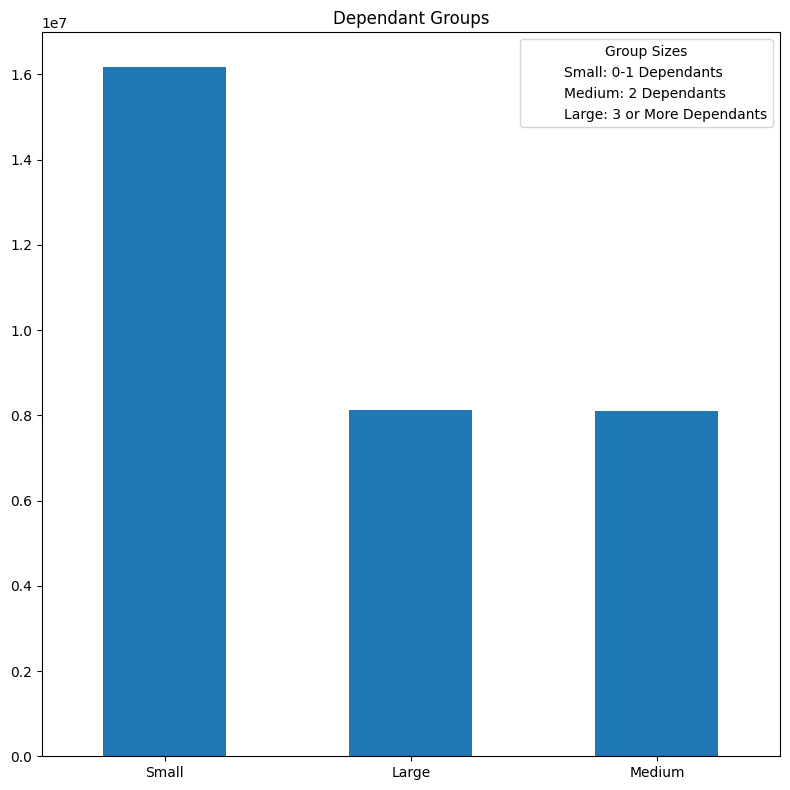 Dependant Groups
1e7
Group Sizes
Small: 0-1 Dependants
Medium: 2 Dependants
Large: 3 or More Dependants
1.6
1.4
1.2
1.0
0.8
0.6
0.4
0.2
0.0
Small Large Medium